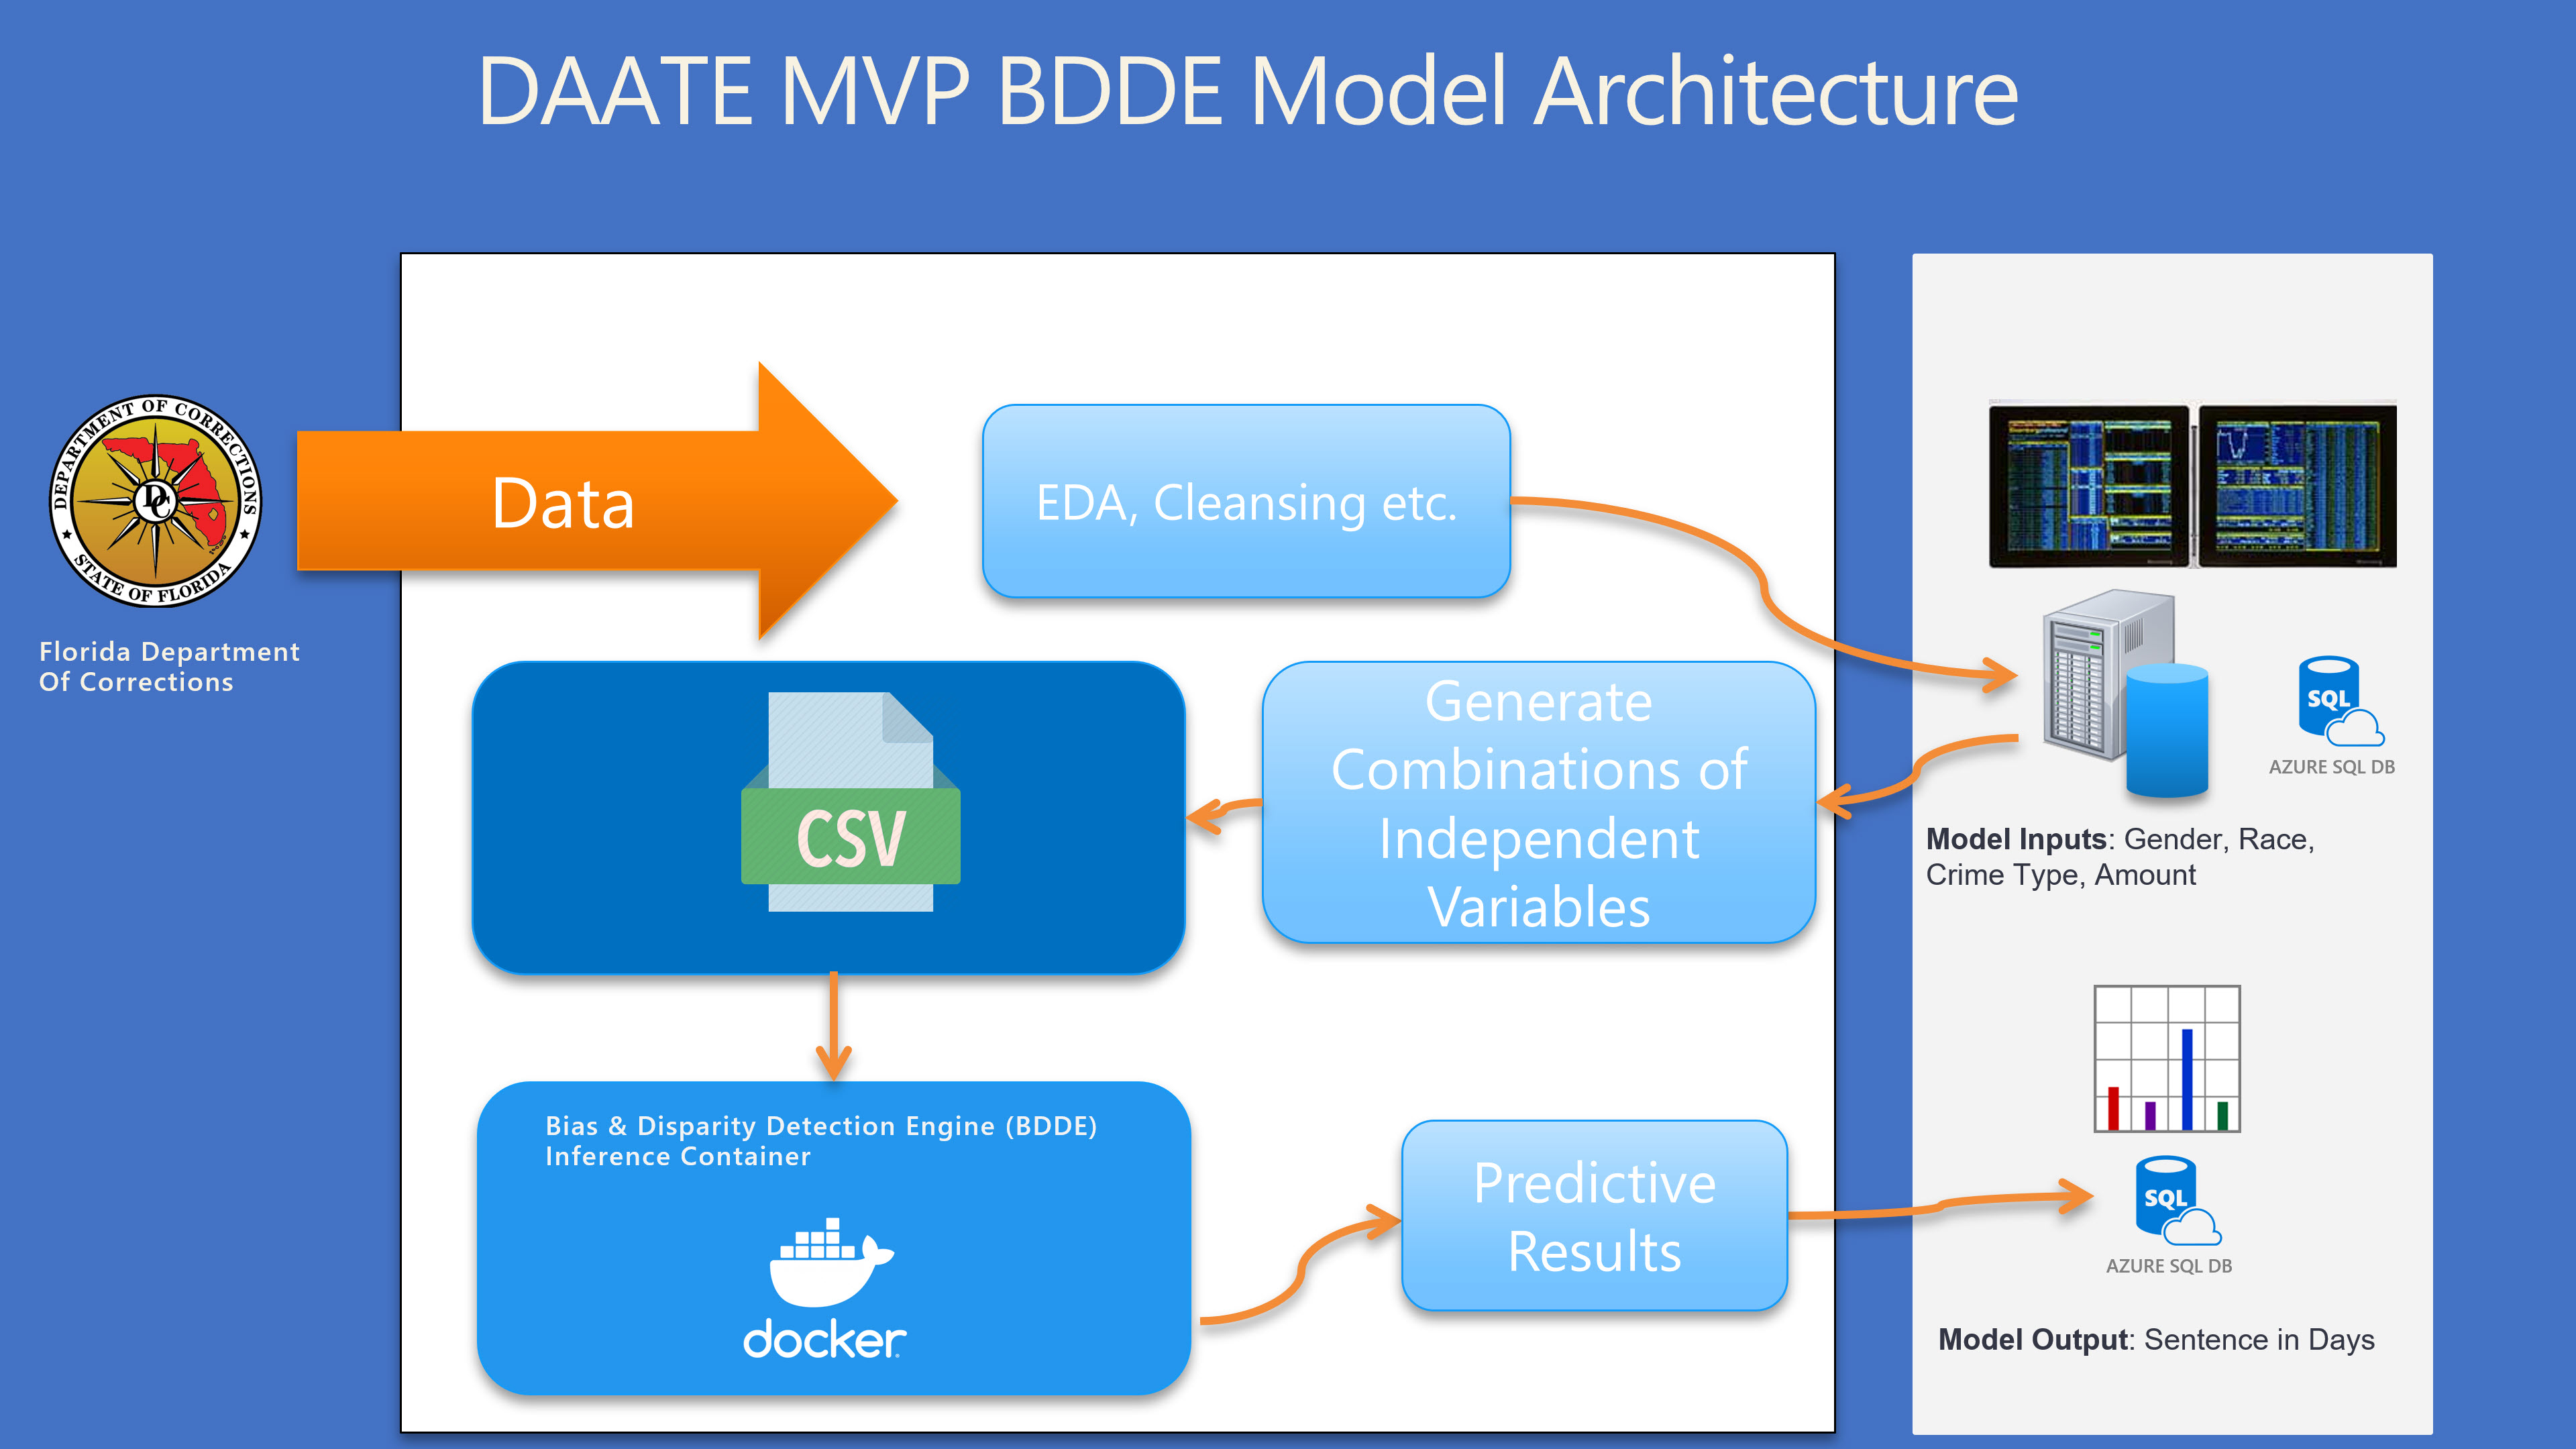 DAATE MVP BDDE Model Architecture
DEPARTMENT OF CORRECTIONS
DC
STATE OF FLORIDA
Florida Department
Of Corrections
Data
EDA, Cleansing etc.
SQL
AZURE SQL DB
Model Inputs: Gender, Race,
Crime Type, Amount
Generate
Combinations of
Independent
Variables
CSV
Bias & Disparity Detection Engine (BDDE)
Inference Container
docker
Predictive
Results
SQL
AZURE SQL DB
Model Output: Sentence in Days